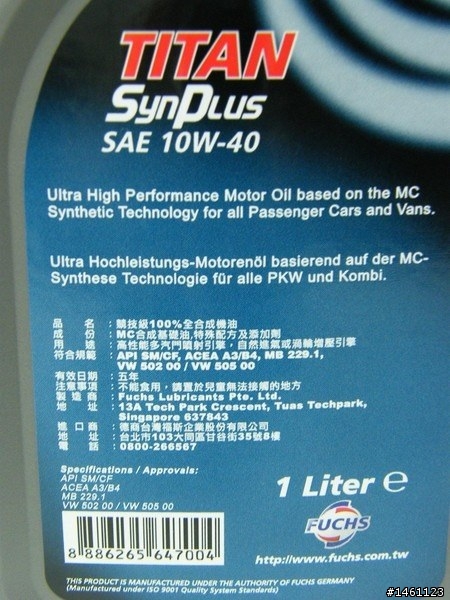 TITAN
SYNPLUS
SAE 10W-40
Ultra High Performance Motor Oil based on the MC
Synthetic Technology for all Passenger Cars and Vans.
Ultra Hochleistungs-Motorenöl basierend auf der MC-
Synthese Technologie für alle PKW und Kombi.
品名：競技級100%全合成機油
成份：MC合成基礎油,特殊配方及添加劑
用途：高性能多汽門噴射引擎，自然進氣或渦輪增壓引擎
符合規範：API SM/CF, ACEA A3/B4, MB 229.1,
VW 502 00 / VW 505 00
有效日期：五年
注意事項：不能食用，請置於兒童無法接觸的地方
製造商：Fuchs Lubricants Pte. Ltd.
地址：13A Tech Park Crescent, Tuas Techpark,
Singapore 637843
進口商：德商台灣福斯企業股份有限公司
地址：台北市103大同區甘谷街35號8樓
電話：0800-266567
Specifications / Approvals:
API SM/CF
ACEA A3/B4
MB 229.1
VW 502 00 / VW 505 00
1 Liter e
FUCHS
8 886265 647004
http://www.fuchs.com.tw
THIS PRODUCT IS MANUFACTURED UNDER THE AUTHORITY OF FUCHS GERMANY
(Manufactured under ISO 9001 Quality System Standards)
#1461123